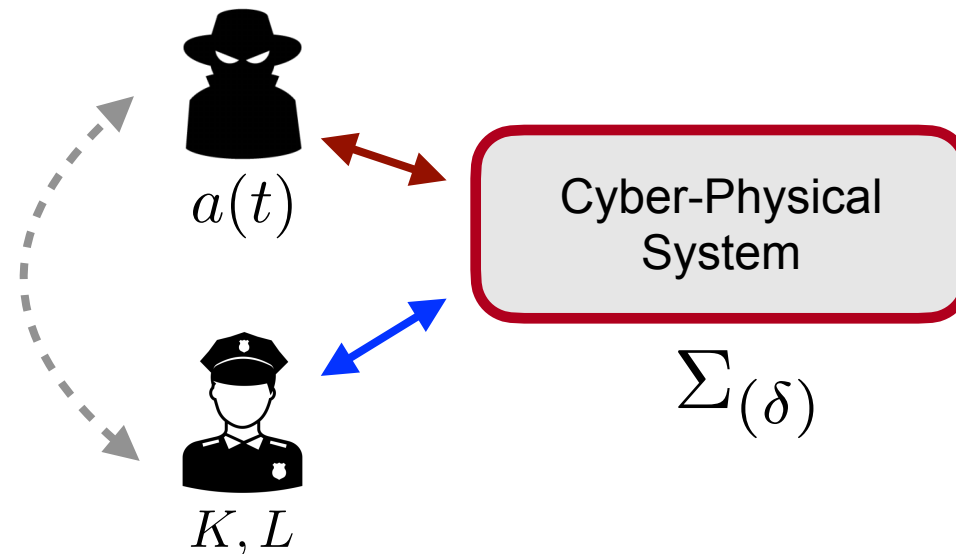 a(t)
Cyber-Physical
System
Σ(δ)
K, L